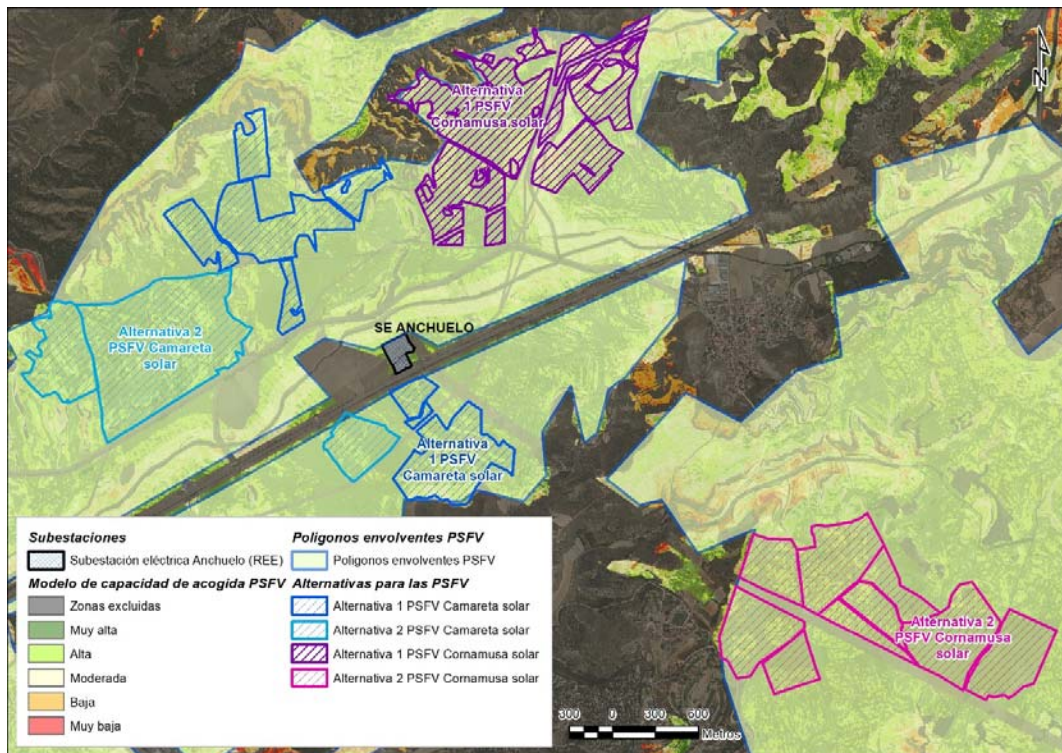 Alternativa
1 PSFV
Cornamusa solar
N
Alternativa 2
PSFV Camareta
solar
SE ANCHUELO
Alternativa
1 PSFV
Camareta solar
Alternativa 2
PSFV Cornamusa
solar
Subestaciones
Subestación eléctrica Anchuelo (REE)
Modelo de capacidad de acogida PSFV
Zonas excluidas
Muy alta
Alta
Moderada
Baja
Muy baja
Polígonos envolventes PSFV
Polígonos envolventes PSFV
Alternativas para las PSFV
Alternativa 1 PSFV Camareta solar
Alternativa 2 PSFV Camareta solar
Alternativa 1 PSFV Cornamusa solar
Alternativa 2 PSFV Cornamusa solar
300 0 300 600
Metros